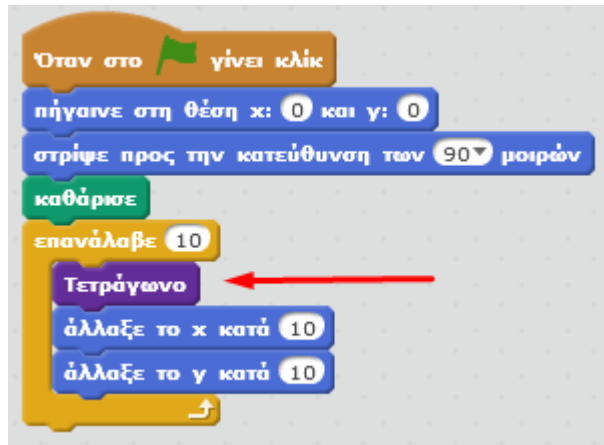 Όταν στο γίνει κλίκ
πήγαινε στη θέση x: 0 και y: 0
στρίψε προς την κατεύθυνση των 90 μοιρών
καθάρισε
επανάλαβε 10
Τετράγωνο
άλλαξε το x κατά 10
άλλαξε το y κατά 10